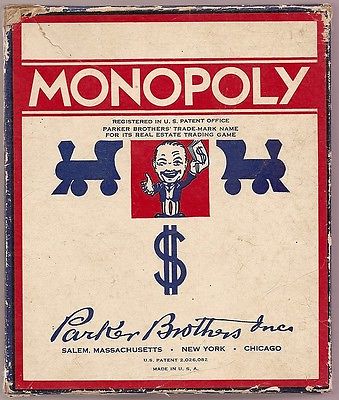 MONOPOLY
REGISTERED IN U. S. PATENT OFFICE
PARKER BROTHERS' TRADE-MARK NAME
FOR ITS REAL ESTATE TRADING GAME
$
$
Parker Brothers Inc.
SALEM, MASSACHUSETTS • NEW YORK • CHICAGO
U.S. PATENT 2,026,082
MADE IN U. S. A.